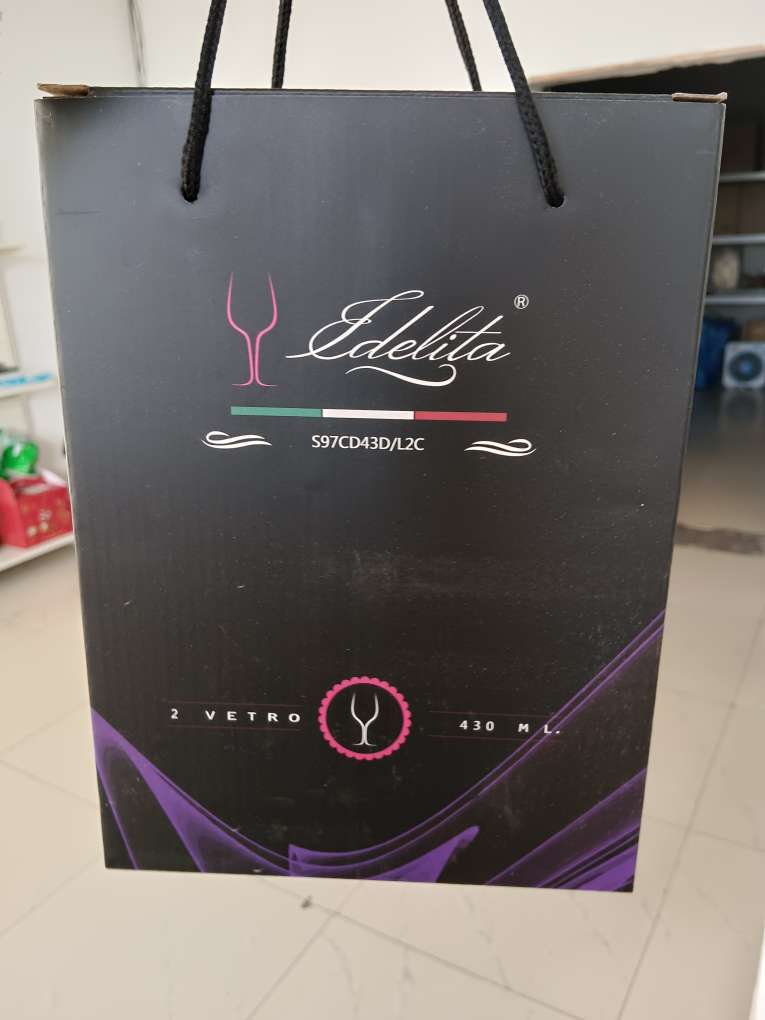 Idelita®
S97CD43D/L2C
2 VETRO
430 ML.